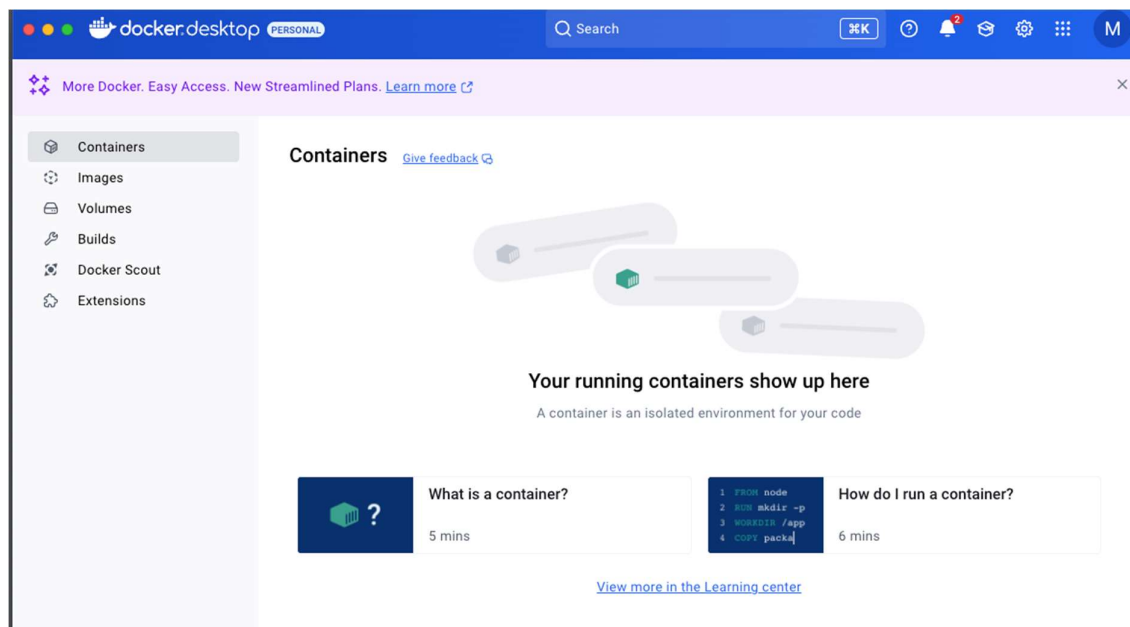 docker.desktop PERSONAL
Search
⌘K
2
M
More Docker. Easy Access. New Streamlined Plans. Learn more
Containers
Images
Volumes
Builds
Docker Scout
Extensions
Containers Give feedback
Your running containers show up here
A container is an isolated environment for your code
?
What is a container?
5 mins
1 FROM node
2 RUN mkdir -p
3 WORKDIR /app
4 COPY packa
How do I run a container?
6 mins
View more in the Learning center